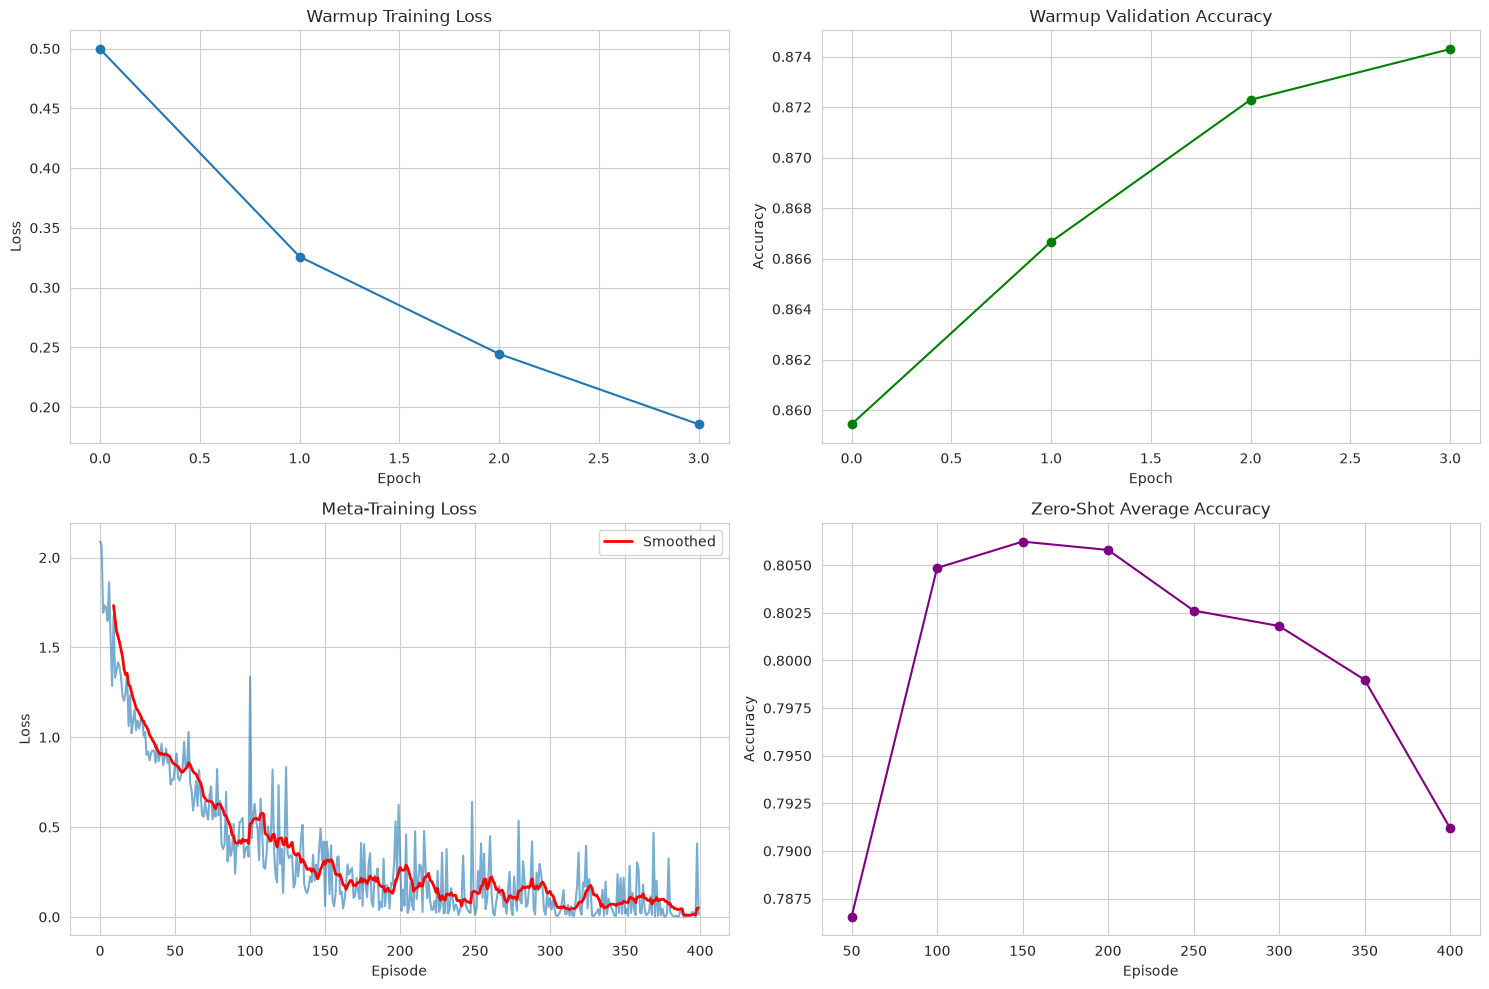 Warmup Training Loss
Loss
0.50
0.45
0.40
0.35
0.30
0.25
0.20
0.0 0.5 1.0 1.5 2.0 2.5 3.0
Epoch
Warmup Validation Accuracy
Accuracy
0.874
0.872
0.870
0.868
0.866
0.864
0.862
0.860
0.0 0.5 1.0 1.5 2.0 2.5 3.0
Epoch
Meta-Training Loss
Smoothed
Loss
2.0
1.5
1.0
0.5
0.0
0 50 100 150 200 250 300 350 400
Episode
Zero-Shot Average Accuracy
Accuracy
0.8050
0.8025
0.8000
0.7975
0.7950
0.7925
0.7900
0.7875
50 100 150 200 250 300 350 400
Episode